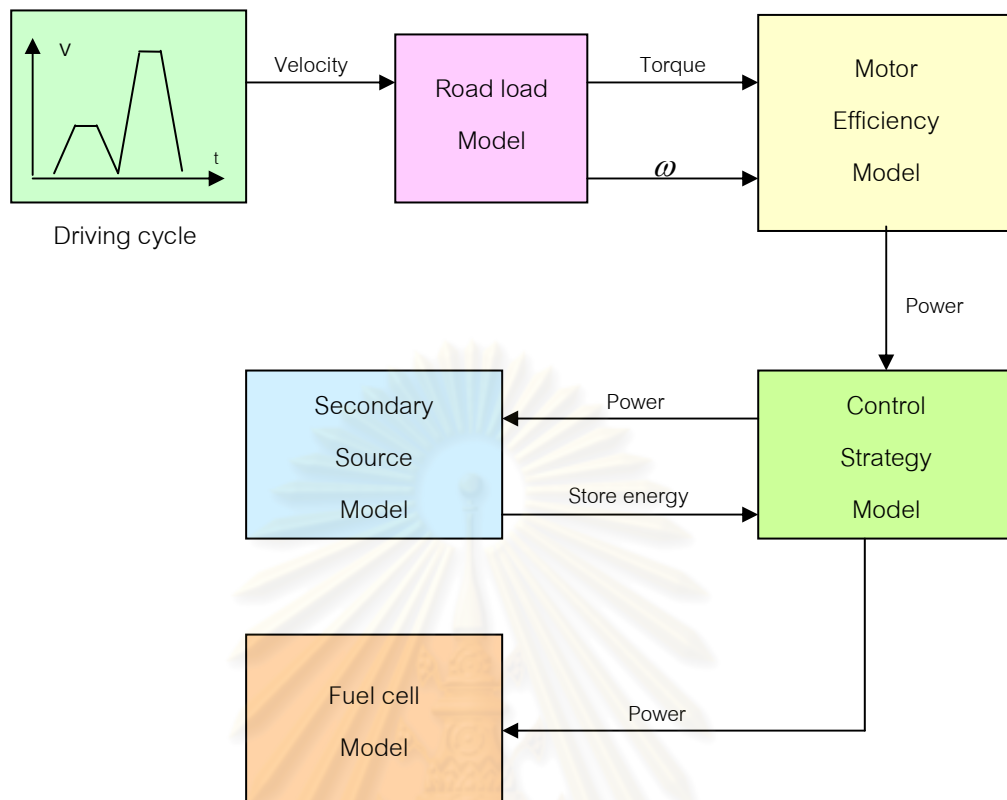 V
t
Driving cycle
Velocity
Road load
Model
Torque
ω
Motor
Efficiency
Model
Power
Control
Strategy
Model
Power
Store energy
Secondary
Source
Model
Power
Fuel cell
Model